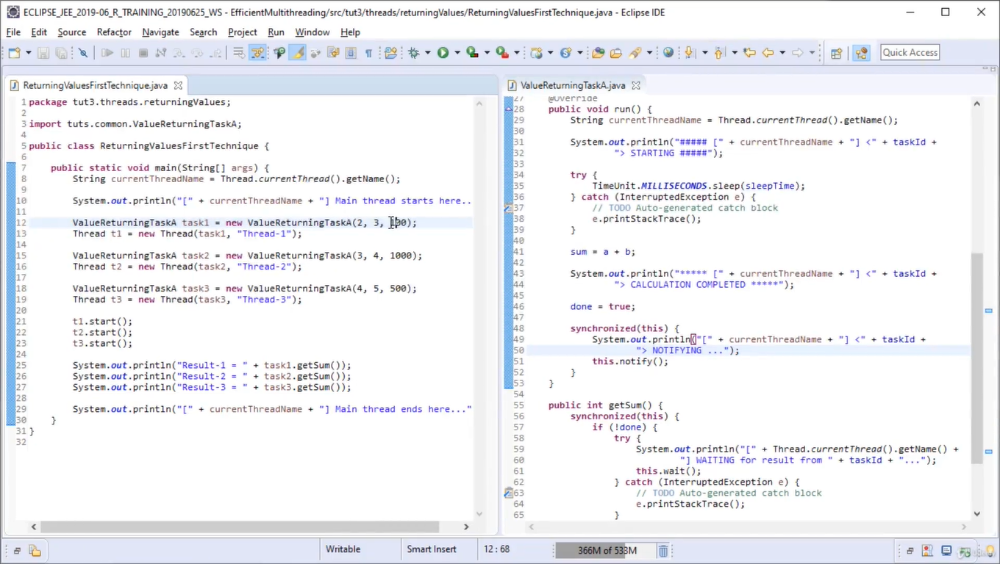 ECLIPSE_JEE_2019-06_R_TRAINING_20190625_WS - EfficientMultithreading/src/tut3/threads/returningValues/ReturningValuesFirstTechnique.java - Eclipse IDE
File Edit Source Refactor Navigate Search Project Run Window Help
Quick Access
ReturningValuesFirstTechnique.java
1 package tut3.threads.returningValues;
2
3 import tuts.common.ValueReturningTaskA;
4
5 public class ReturningValuesFirstTechnique {
6
7 public static void main(String[] args) {
8 String currentThreadName = Thread.currentThread().getName();
9
10 System.out.println("[" + currentThreadName + "] Main thread starts here..
11
12 ValueReturningTaskA task1 = new ValueReturningTaskA(2, 3, 100);
13 Thread t1 = new Thread(task1, "Thread-1");
14
15 ValueReturningTaskA task2 = new ValueReturningTaskA(3, 4, 1000);
16 Thread t2 = new Thread(task2, "Thread-2");
17
18 ValueReturningTaskA task3 = new ValueReturningTaskA(4, 5, 500);
19 Thread t3 = new Thread(task3, "Thread-3");
20
21 t1.start();
22 t2.start();
23 t3.start();
24
25 System.out.println("Result-1 = " + task1.getSum());
26 System.out.println("Result-2 = " + task2.getSum());
27 System.out.println("Result-3 = " + task3.getSum());
28
29 System.out.println("[" + currentThreadName + "] Main thread ends here..."
30 }
31 }
32
ValueReturningTaskA.java
27 @Override
28 public void run() {
29 String currentThreadName = Thread.currentThread().getName();
30
31 System.out.println("##### [" + currentThreadName + "] <" + taskId +
32 "> STARTING #####");
33
34 try {
35 TimeUnit.MILLISECONDS.sleep(sleepTime);
36 } catch (InterruptedException e) {
37 // TODO Auto-generated catch block
38 e.printStackTrace();
39 }
40
41 sum = a + b;
42
43 System.out.println("***** [" + currentThreadName + "] <" + taskId +
44 "> CALCULATION COMPLETED *****");
45
46 done = true;
47
48 synchronized(this) {
49 System.out.println("[" + currentThreadName + "] <" + taskId +
50 "> NOTIFYING ...");
51 this.notify();
52 }
53 }
54
55 public int getSum() {
56 synchronized(this) {
57 if (!done) {
58 try {
59 System.out.println("[" + Thread.currentThread().getName() +
60 "] WAITING for result from " + taskId + "...");
61 this.wait();
62 } catch (InterruptedException e) {
63 // TODO Auto-generated catch block
64 e.printStackTrace();
65 }
Writable Smart Insert 12 : 68 366M of 533M